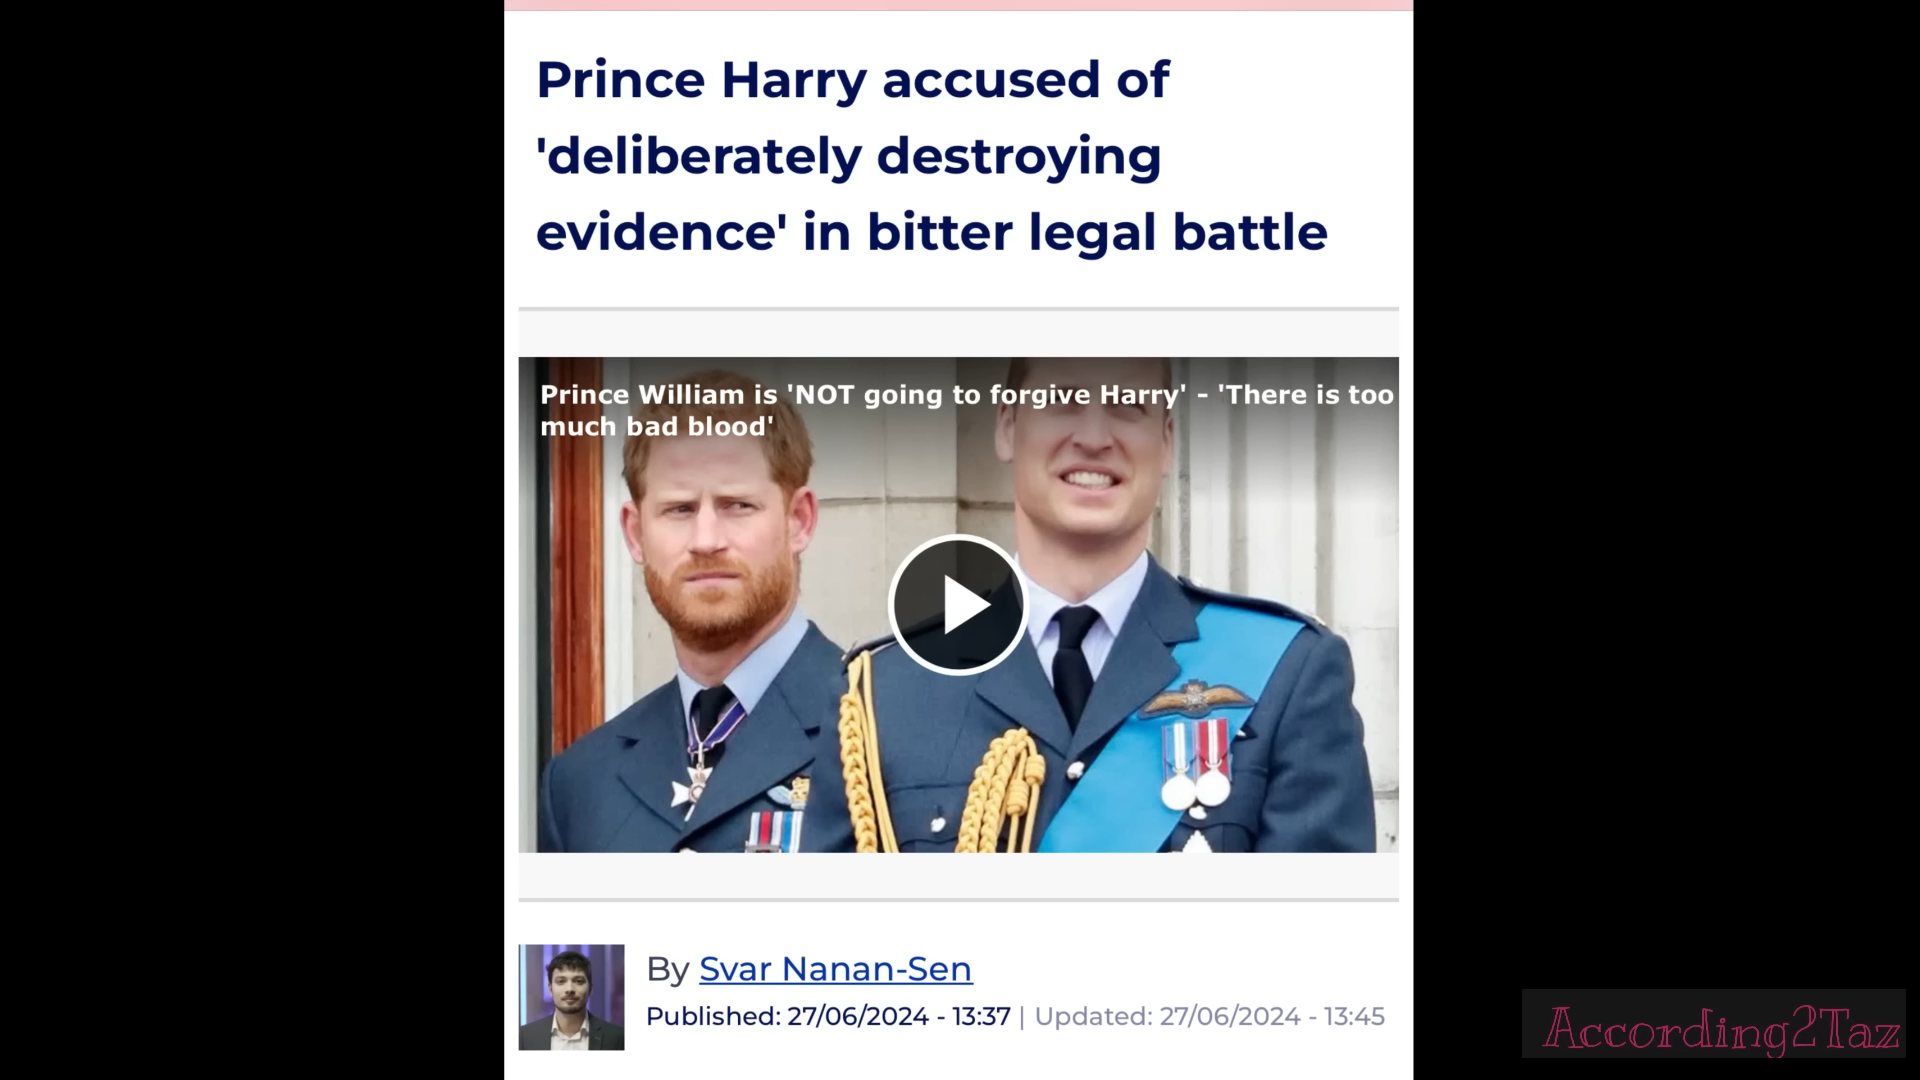 Prince Harry accused of
'deliberately destroying
evidence' in bitter legal battle
Prince William is 'NOT going to forgive Harry' - 'There is too
much bad blood'
By Svar Nanan-Sen
Published: 27/06/2024 - 13:37 | Updated: 27/06/2024 - 13:45
According2Taz